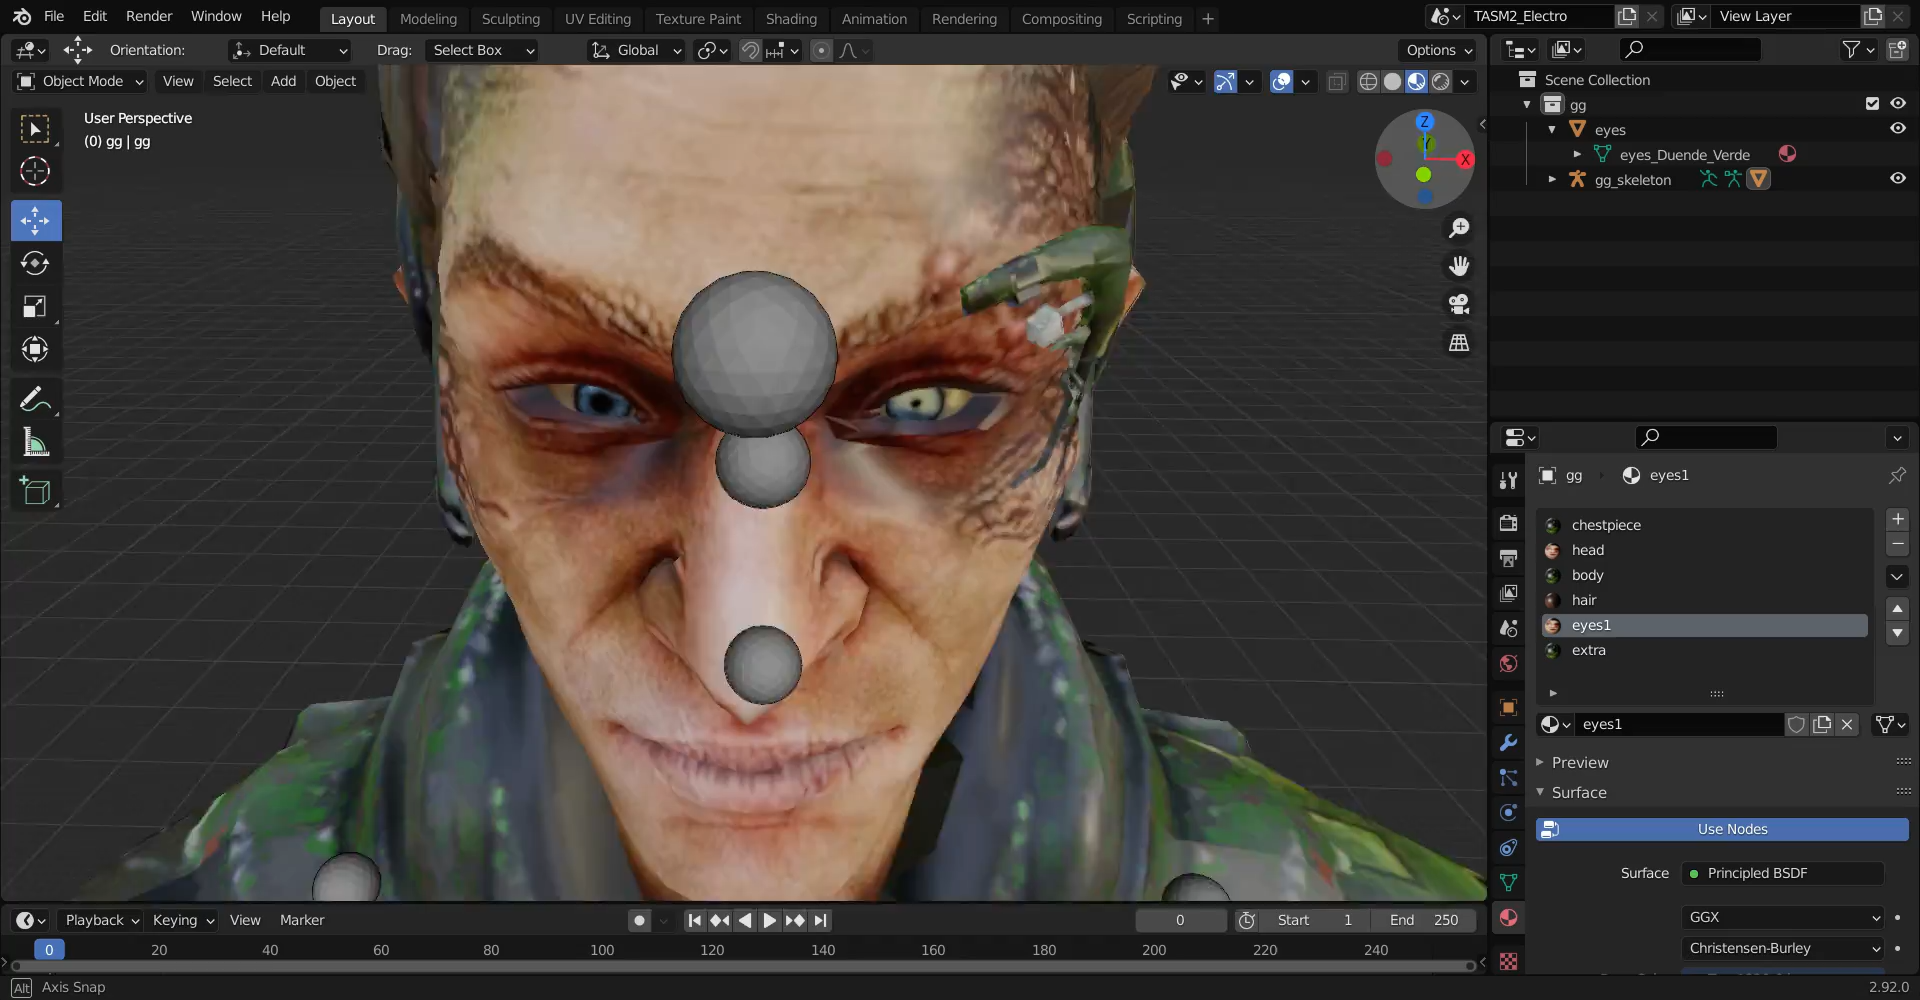 File Edit Render Window Help Layout Modeling Sculpting UV Editing Texture Paint Shading Animation Rendering Compositing Scripting + TASM2_Electro View Layer
Orientation: Default Drag: Select Box Global Options
Object Mode View Select Add Object
User Perspective
(0) gg | gg
Z
Y
X
Scene Collection
gg
eyes
eyes_Duende_Verde
gg_skeleton
gg eyes1
chestpiece
head
body
hair
eyes1
extra
eyes1
Preview
Surface
Use Nodes
Surface Principled BSDF
GGX
Christensen-Burley
Playback Keying View Marker 0 Start 1 End 250
0 20 40 60 80 100 120 140 160 180 200 220 240
Alt Axis Snap 2.92.0